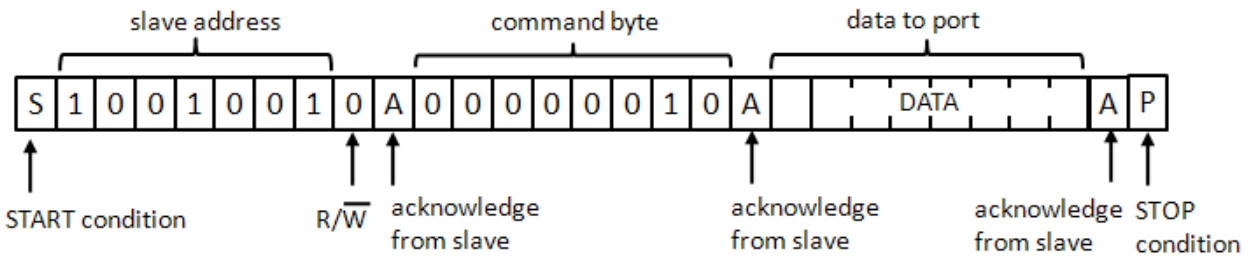 slave address command byte data to port
S 1 0 0 1 0 0 1 0 A 0 0 0 0 0 0 1 0 A DATA A P
START condition R/W̅ acknowledge from slave acknowledge from slave acknowledge from slave STOP condition